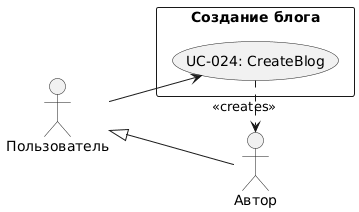 Создание блога
UC-024: CreateBlog
«creates»
Пользователь
Автор